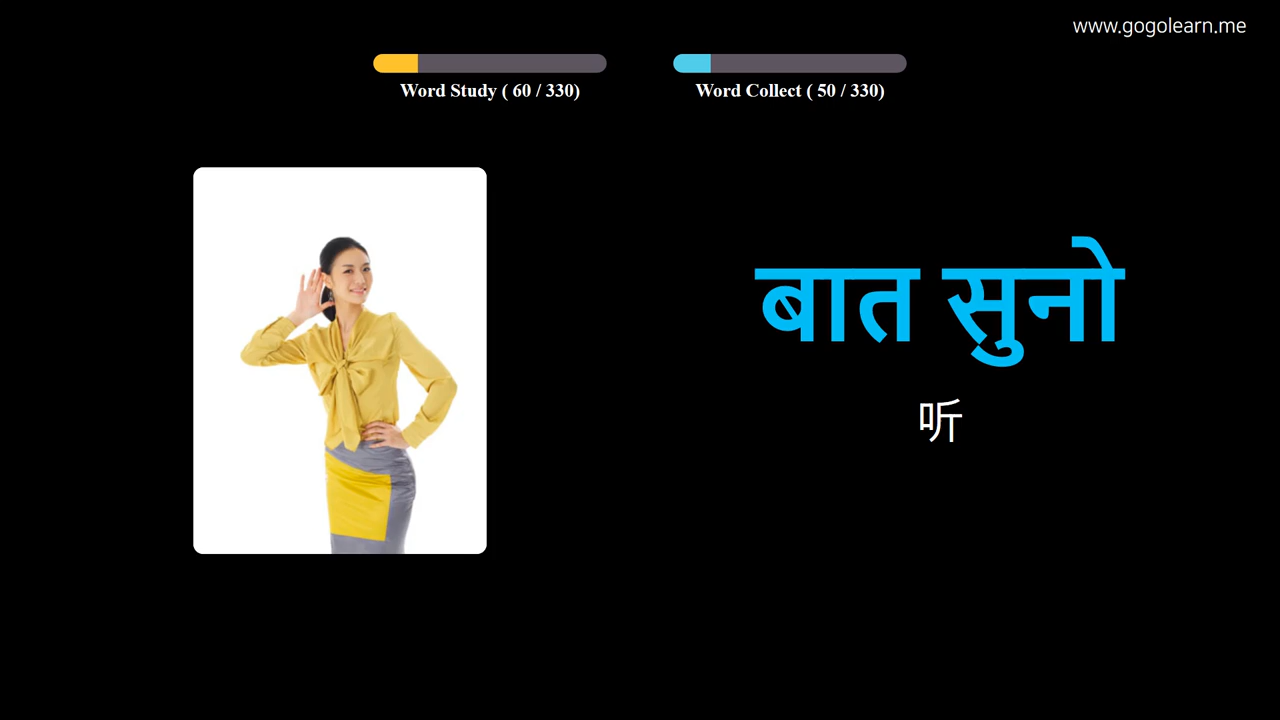 www.gogolearn.me
Word Study ( 60 / 330)
Word Collect ( 50 / 330)
बात सुनो
听